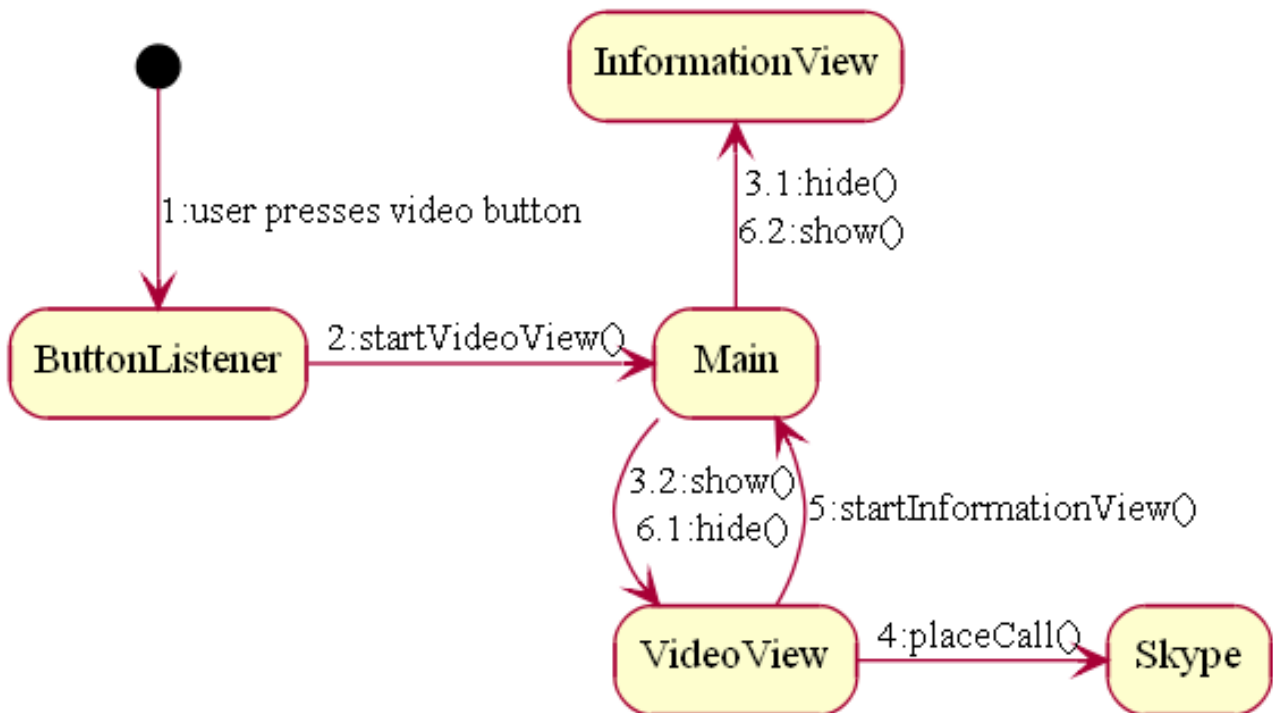 InformationView
3.1:hide()
6.2:show()
1:user presses video button
ButtonListener
2:startVideoView()
Main
3.2:show()
6.1:hide()
5:startInformationView()
VideoView
4:placeCall()
Skype